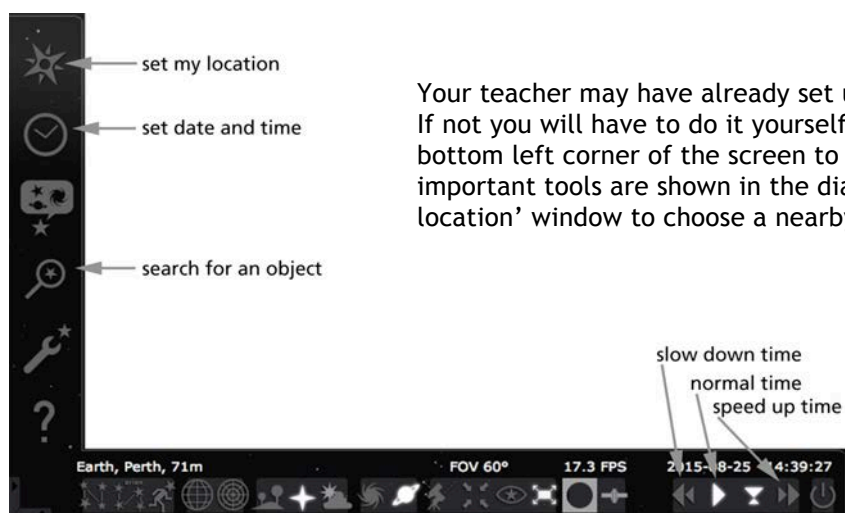 set my location
set date and time
search for an object
Your teacher may have already set
If not you will have to do it yourself
bottom left corner of the screen to
important tools are shown in the
location’ window to choose a
slow down time
normal time
speed up time
Earth, Perth, 71m FOV 60° 17.3 FPS
?